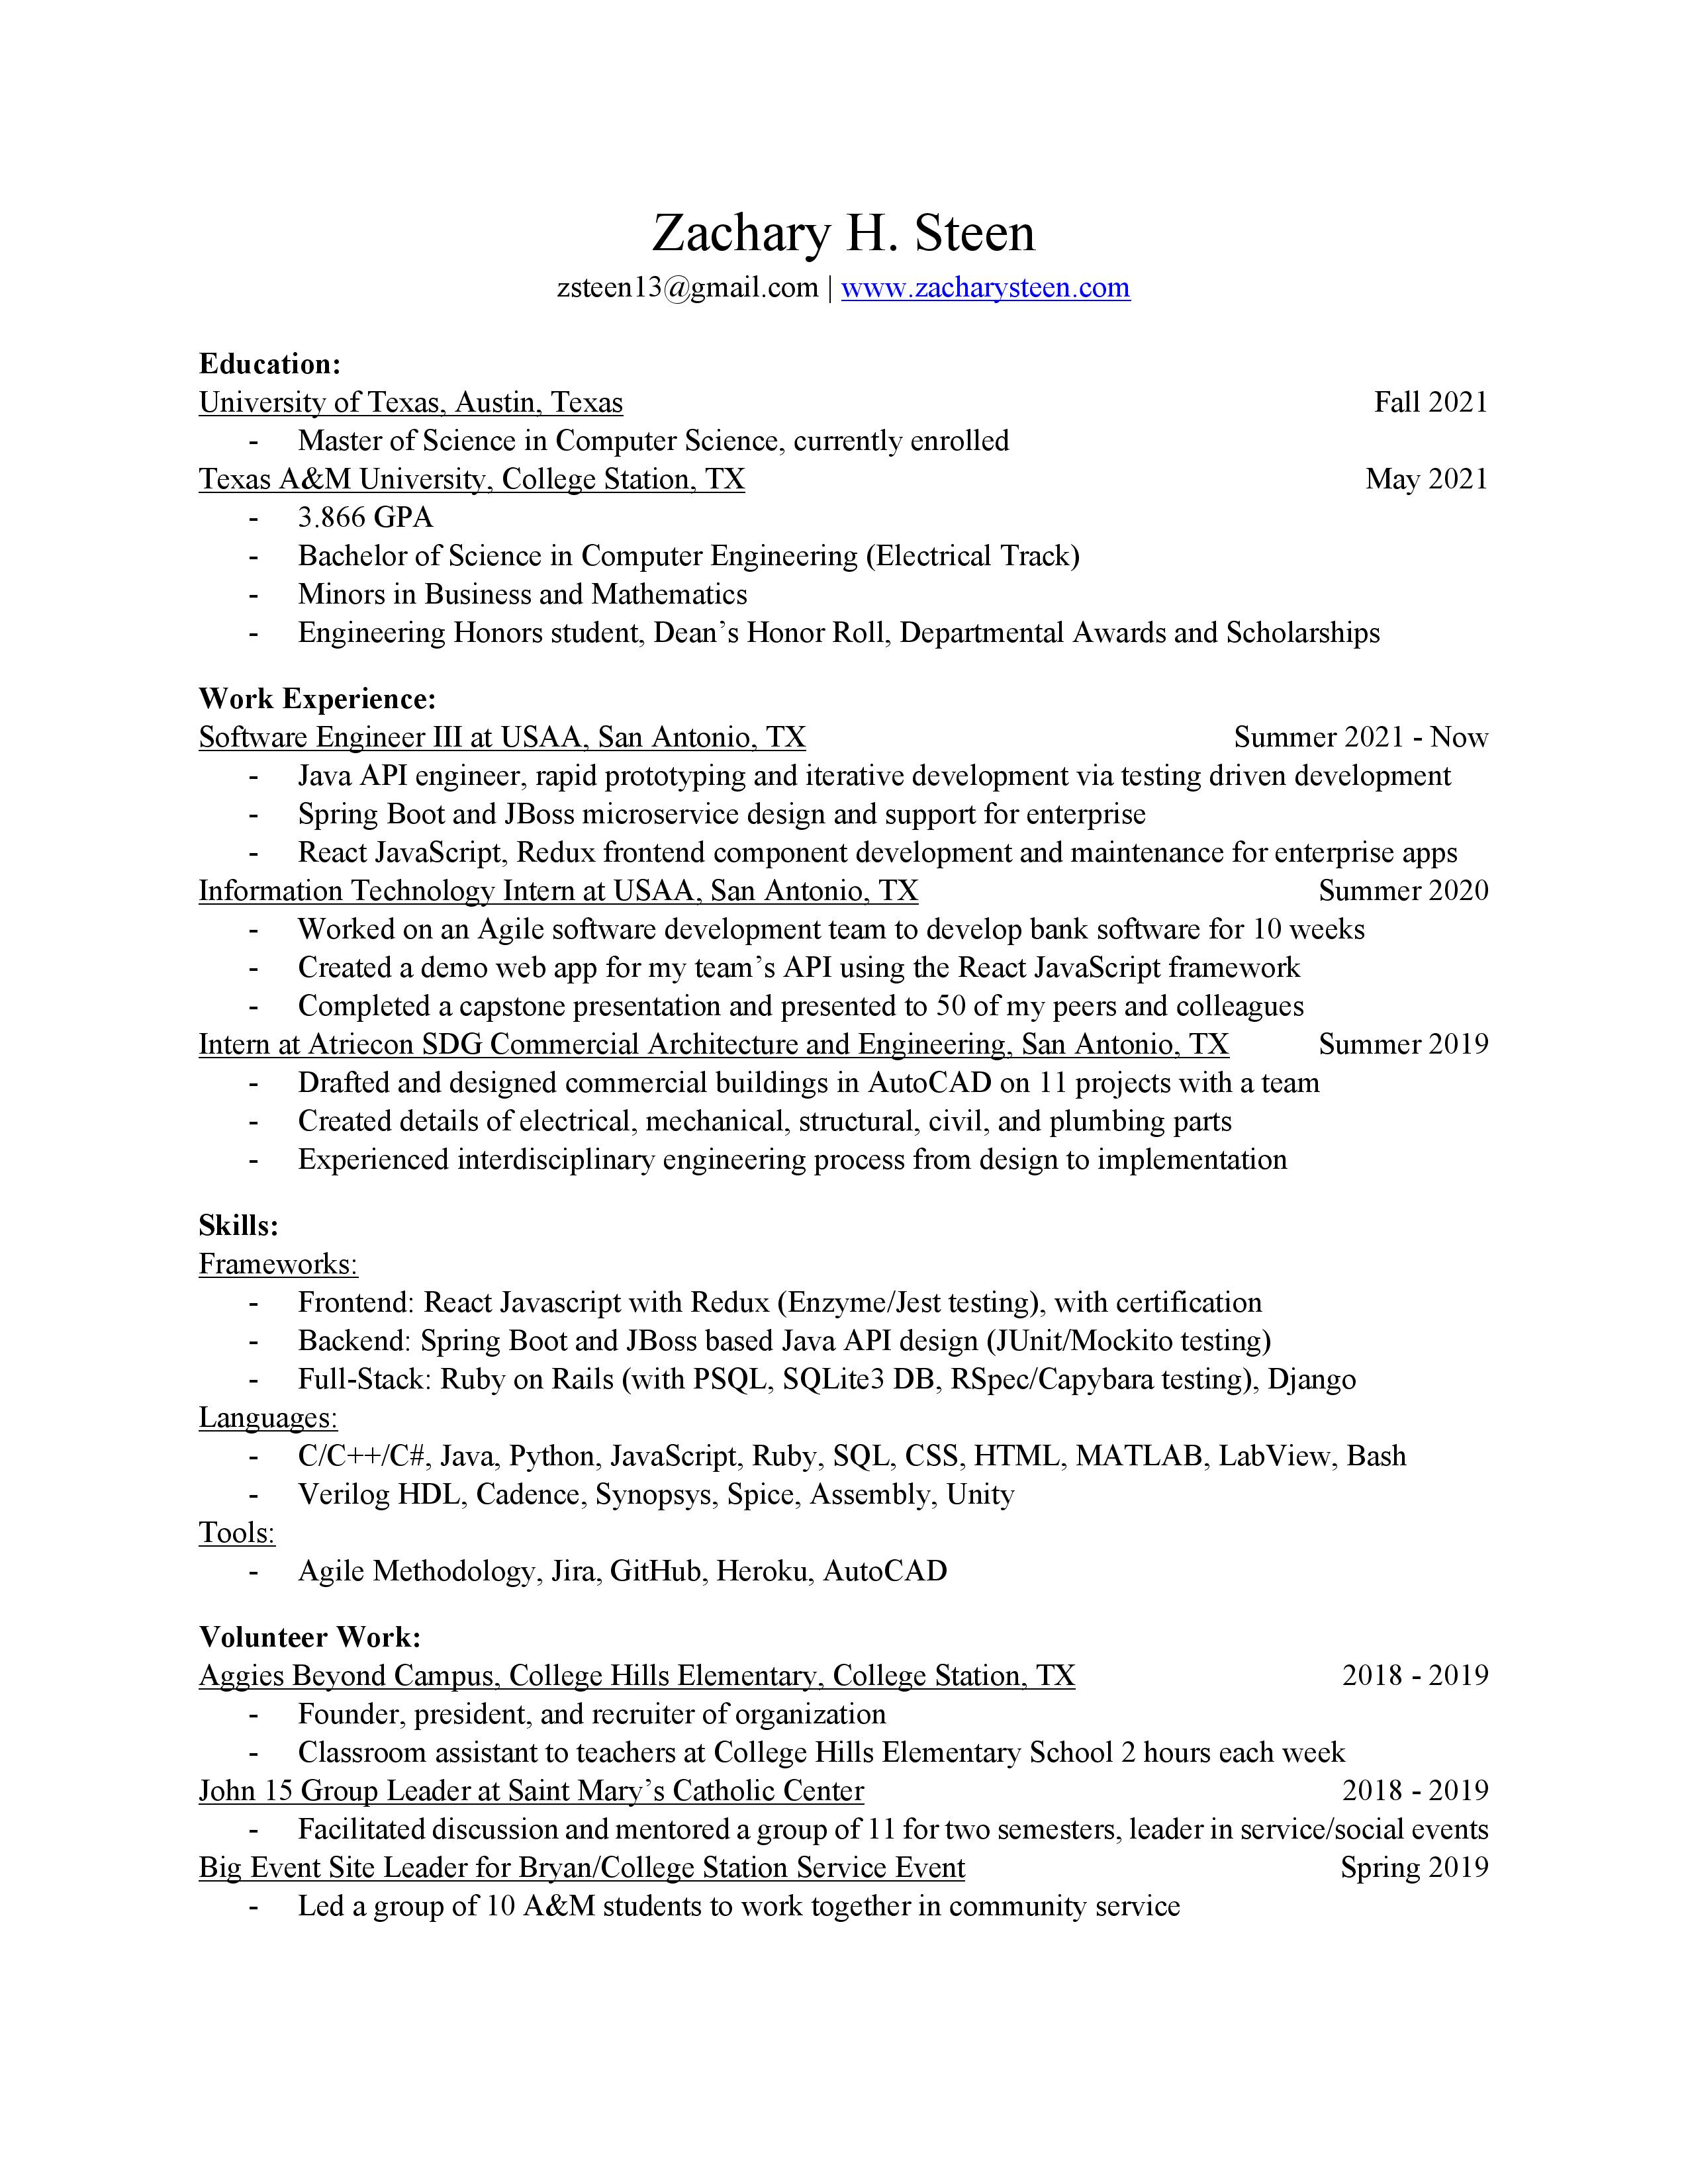 Zachary H. Steen
zsteen13@gmail.com | www.zacharysteen.com
Education:
University of Texas, Austin, Texas Fall 2021
- Master of Science in Computer Science, currently enrolled
Texas A&M University, College Station, TX May 2021
- 3.866 GPA
- Bachelor of Science in Computer Engineering (Electrical Track)
- Minors in Business and Mathematics
- Engineering Honors student, Dean’s Honor Roll, Departmental Awards and Scholarships
Work Experience:
Software Engineer III at USAA, San Antonio, TX Summer 2021 - Now
- Java API engineer, rapid prototyping and iterative development via testing driven development
- Spring Boot and JBoss microservice design and support for enterprise
- React JavaScript, Redux frontend component development and maintenance for enterprise apps
Information Technology Intern at USAA, San Antonio, TX Summer 2020
- Worked on an Agile software development team to develop bank software for 10 weeks
- Created a demo web app for my team’s API using the React JavaScript framework
- Completed a capstone presentation and presented to 50 of my peers and colleagues
Intern at Atriecon SDG Commercial Architecture and Engineering, San Antonio, TX Summer 2019
- Drafted and designed commercial buildings in AutoCAD on 11 projects with a team
- Created details of electrical, mechanical, structural, civil, and plumbing parts
- Experienced interdisciplinary engineering process from design to implementation
Skills:
Frameworks:
- Frontend: React Javascript with Redux (Enzyme/Jest testing), with certification
- Backend: Spring Boot and JBoss based Java API design (JUnit/Mockito testing)
- Full-Stack: Ruby on Rails (with PSQL, SQLite3 DB, RSpec/Capybara testing), Django
Languages:
- C/C++/C#, Java, Python, JavaScript, Ruby, SQL, CSS, HTML, MATLAB, LabView, Bash
- Verilog HDL, Cadence, Synopsys, Spice, Assembly, Unity
Tools:
- Agile Methodology, Jira, GitHub, Heroku, AutoCAD
Volunteer Work:
Aggies Beyond Campus, College Hills Elementary, College Station, TX 2018 - 2019
- Founder, president, and recruiter of organization
- Classroom assistant to teachers at College Hills Elementary School 2 hours each week
John 15 Group Leader at Saint Mary’s Catholic Center 2018 - 2019
- Facilitated discussion and mentored a group of 11 for two semesters, leader in service/social events
Big Event Site Leader for Bryan/College Station Service Event Spring 2019
- Led a group of 10 A&M students to work together in community service